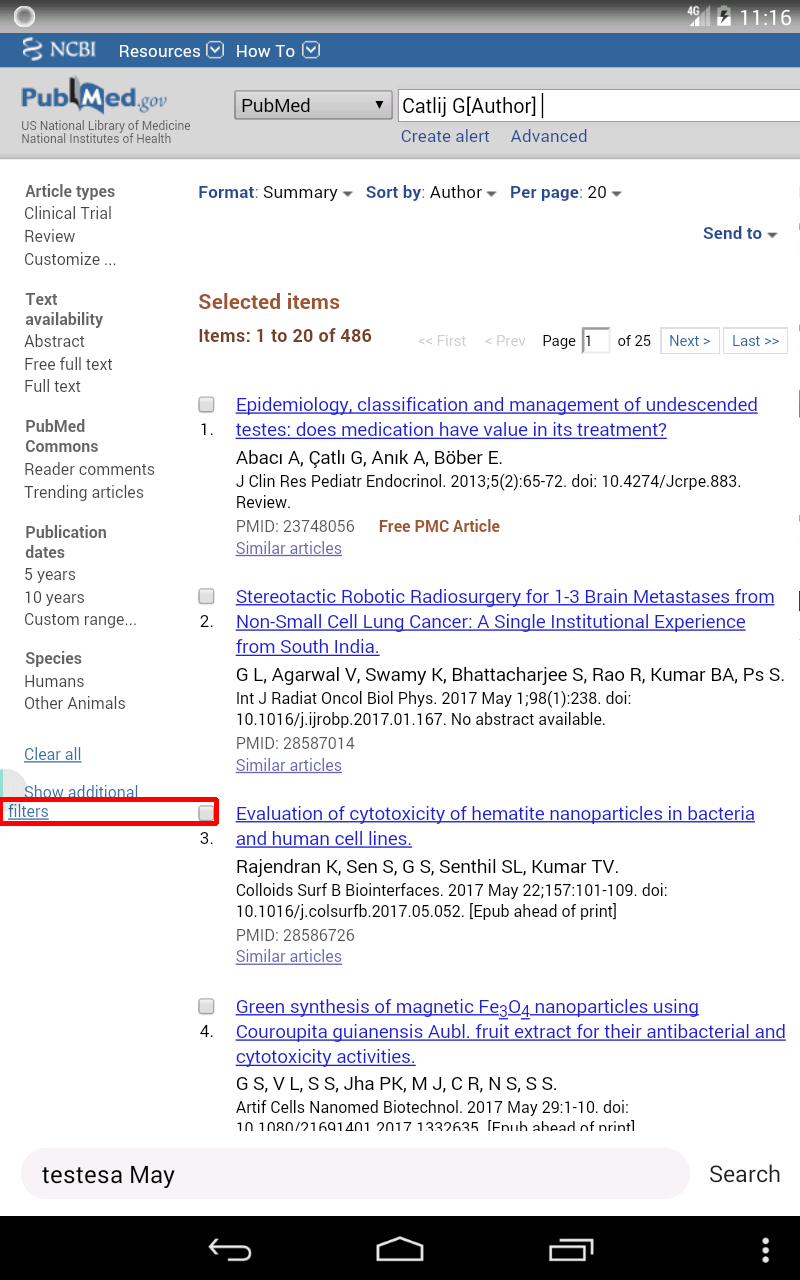 4G 11:16
NCBI Resources How To
PubMed.gov
US National Library of Medicine
National Institutes of Health
PubMed
Catlij G[Author]
Create alert Advanced
Article types
Clinical Trial
Review
Customize ...
Text
availability
Abstract
Free full text
Full text
PubMed
Commons
Reader comments
Trending articles
Publication
dates
5 years
10 years
Custom range...
Species
Humans
Other Animals
Clear all
Show additional
filters
Format: Summary Sort by: Author Per page: 20
Send to
Selected items
Items: 1 to 20 of 486
<< First < Prev Page 1 of 25 Next > Last >>
Epidemiology, classification and management of undescended
1. testes: does medication have value in its treatment?
Abacı A, Çatlı G, Anık A, Böber E.
J Clin Res Pediatr Endocrinol. 2013;5(2):65-72. doi: 10.4274/Jcrpe.883.
Review.
PMID: 23748056 Free PMC Article
Similar articles
Stereotactic Robotic Radiosurgery for 1-3 Brain Metastases from
2. Non-Small Cell Lung Cancer: A Single Institutional Experience
from South India.
G L, Agarwal V, Swamy K, Bhattacharjee S, Rao R, Kumar BA, Ps S.
Int J Radiat Oncol Biol Phys. 2017 May 1;98(1):238. doi:
10.1016/j.ijrobp.2017.01.167. No abstract available.
PMID: 28587014
Similar articles
Evaluation of cytotoxicity of hematite nanoparticles in bacteria
3. and human cell lines.
Rajendran K, Sen S, G S, Senthil SL, Kumar TV.
Colloids Surf B Biointerfaces. 2017 May 22;157:101-109. doi:
10.1016/j.colsurfb.2017.05.052. [Epub ahead of print]
PMID: 28586726
Similar articles
Green synthesis of magnetic Fe3O4 nanoparticles using
4. Couroupita guianensis Aubl. fruit extract for their antibacterial and
cytotoxicity activities.
G S, V L, S S, Jha PK, M J, C R, N S, S S.
Artif Cells Nanomed Biotechnol. 2017 May 29:1-10. doi:
10.1080/21691401.2017.1332635. [Epub ahead of print]
testesa May Search